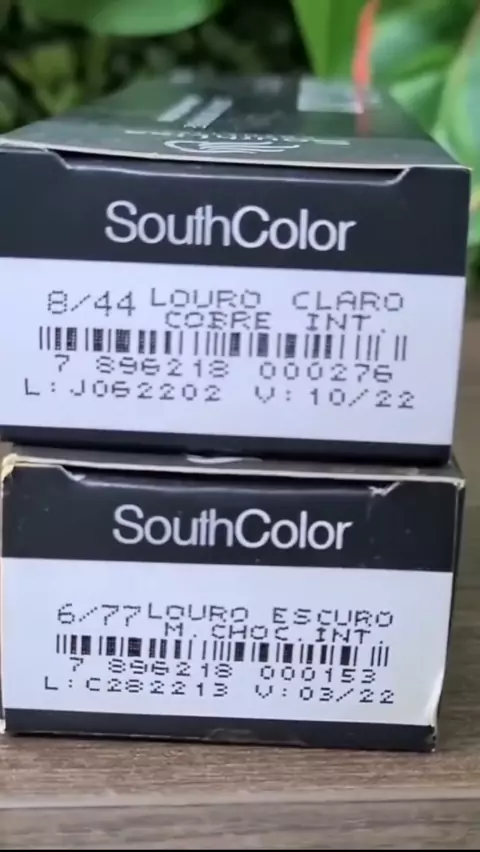 SouthColor
8/44 LOURO CLARO
COBRE INT.
7 896218 000276
L:J062202 V:10/22
SouthColor
6/77 LOURO ESCURO
M.CHOC.INT.
7 896218 000153
L:C282213 V:03/22